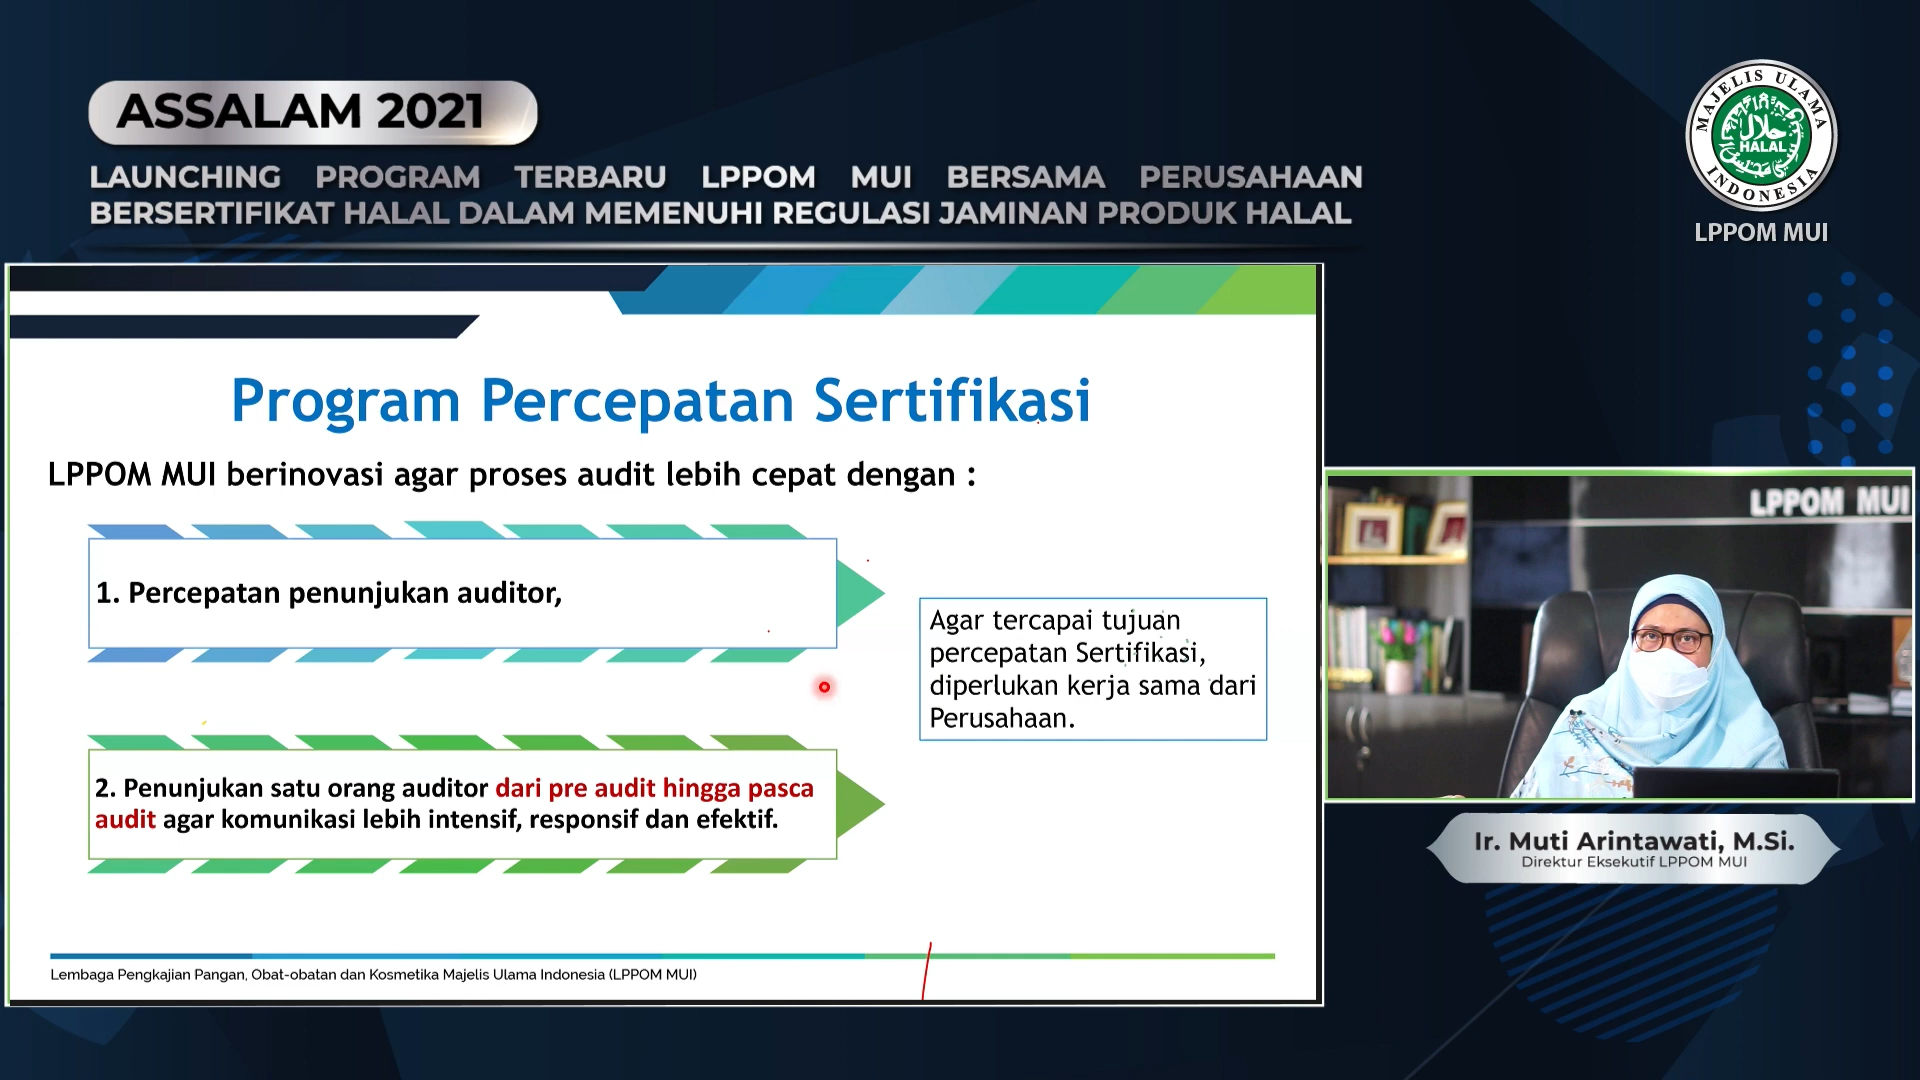 ASSALAM 2021
LAUNCHING PROGRAM TERBARU LPPOM MUI BERSAMA PERUSAHAAN
BERSERTIFIKAT HALAL DALAM MEMENUHI REGULASI JAMINAN PRODUK HALAL
MAJELIS ULAMA
حلال
HALAL
INDONESIA
LPPOM MUI
Program Percepatan Sertifikasi
LPPOM MUI berinovasi agar proses audit lebih cepat dengan :
1. Percepatan penunjukan auditor,
2. Penunjukan satu orang auditor dari pre audit hingga pasca
audit agar komunikasi lebih intensif, responsif dan efektif.
Agar tercapai tujuan
percepatan Sertifikasi,
diperlukan kerja sama dari
Perusahaan.
Lembaga Pengkajian Pangan, Obat-obatan dan Kosmetika Majelis Ulama Indonesia (LPPOM MUI)
LPPOM MUI
Ir. Muti Arintawati, M.Si.
Direktur Eksekutif LPPOM MUI